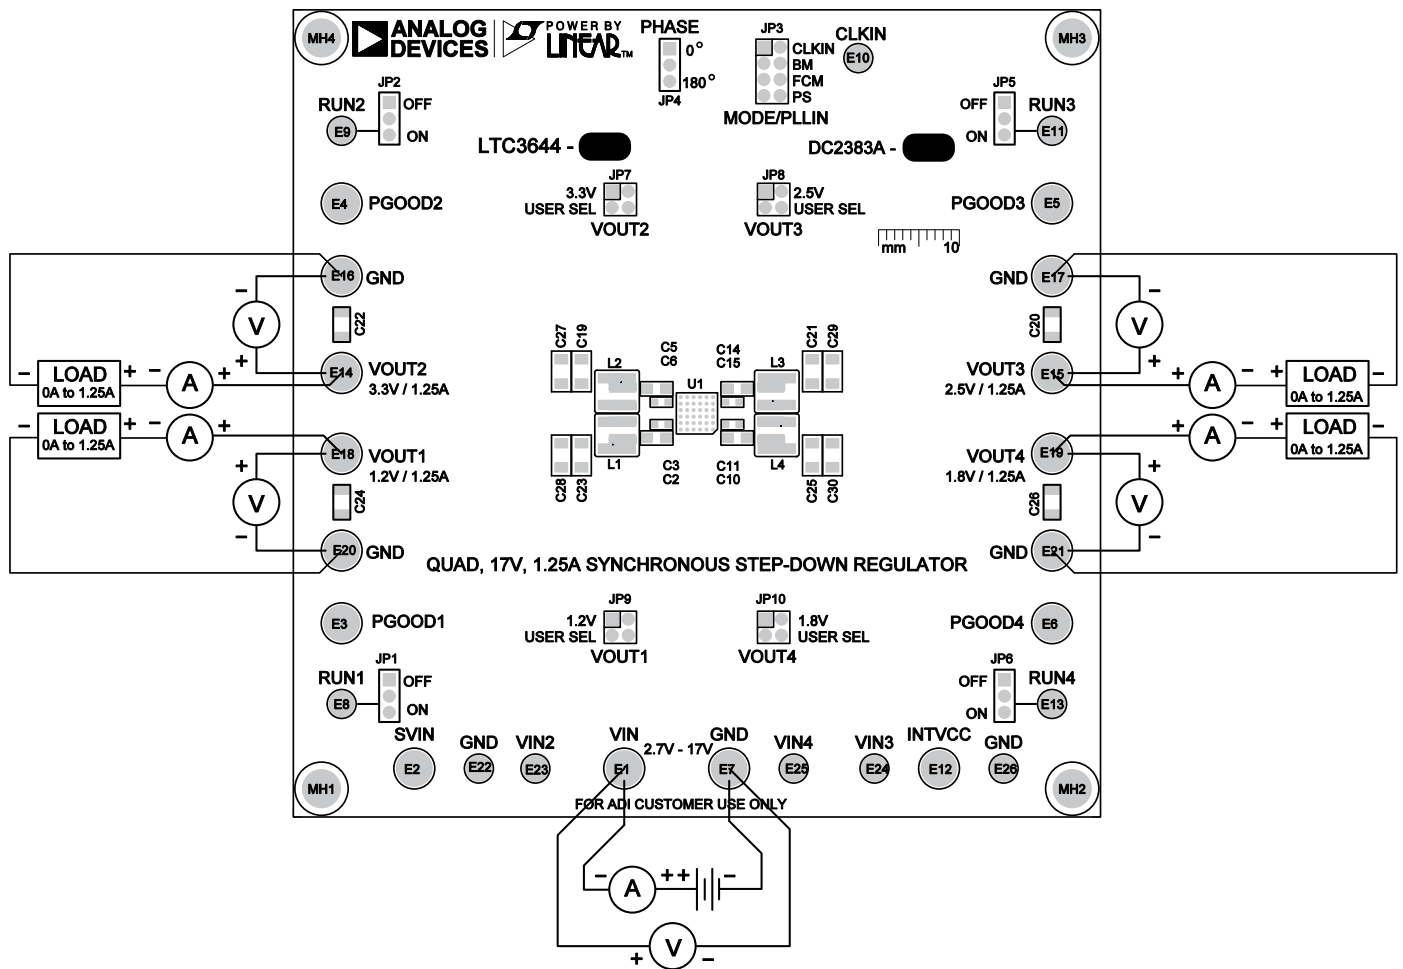 MH4
ANALOG
DEVICES
POWER BY
LINEAR™
PHASE
0°
180°
JP4
JP3
CLKIN
BM
FCM
PS
MODE/PLLIN
CLKIN
E10
MH3
JP2
OFF
ON
RUN2
E9
JP5
OFF
ON
RUN3
E11
LTC3644 -
DC2383A -
E4
PGOOD2
JP7
3.3V
USER SEL
VOUT2
JP8
2.5V
USER SEL
VOUT3
PGOOD3
E5
mm
10
E16
GND
- V +
C22
E14
VOUT2
3.3V / 1.25A
- LOAD +
0A to 1.25A
- A +
- LOAD +
0A to 1.25A
- A +
E18
VOUT1
1.2V / 1.25A
+ V -
C24
E20
GND
C27
C19
L2
C5
C6
U1
C14
C15
L3
C21
C29
C28
C23
L1
C3
C2
C11
C10
L4
C25
C30
GND
E17
- V +
C20
VOUT3
2.5V / 1.25A
E15
+ A -
+ LOAD -
0A to 1.25A
VOUT4
1.8V / 1.25A
E19
+ A -
+ LOAD -
0A to 1.25A
+ V -
C26
GND
E21
QUAD, 17V, 1.25A SYNCHRONOUS STEP-DOWN REGULATOR
E3
PGOOD1
JP9
1.2V
USER SEL
VOUT1
JP10
1.8V
USER SEL
VOUT4
PGOOD4
E6
RUN1
E8
JP1
OFF
ON
JP6
OFF
ON
RUN4
E13
SVIN
E2
GND
E22
VIN2
E23
VIN
E1
2.7V - 17V
GND
E7
VIN4
E25
VIN3
E24
INTVCC
E12
GND
E26
MH1
FOR ADI CUSTOMER USE ONLY
MH2
- A + + -
+ V -